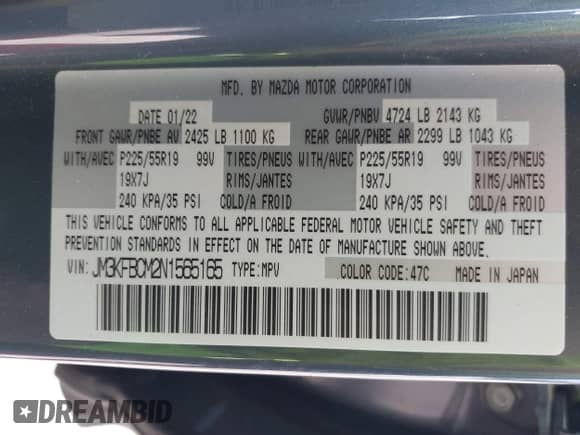 MFD. BY MAZDA MOTOR CORPORATION
DATE 01/22 GVWR/PNBV 4724 LB 2143 KG
FRONT GAWR/PNBE AV 2425 LB 1100 KG REAR GAWR/PNBE AR 2299 LB 1043 KG
WITH/AVEC P225/55R19 99V TIRES/PNEUS WITH/AVEC P225/55R19 99V TIRES/PNEUS
19X7J RIMS/JANTES 19X7J RIMS/JANTES
240 KPA/35 PSI COLD/A FROID 240 KPA/35 PSI COLD/A FROID
THIS VEHICLE CONFORMS TO ALL APPLICABLE FEDERAL MOTOR VEHICLE SAFETY AND THEFT
PREVENTION STANDARDS IN EFFECT ON THE DATE OF MANUFACTURE SHOWN ABOVE.
VIN: JM3KFBCM2N1565165 TYPE:MPV COLOR CODE:47C MADE IN JAPAN
DREAMBID